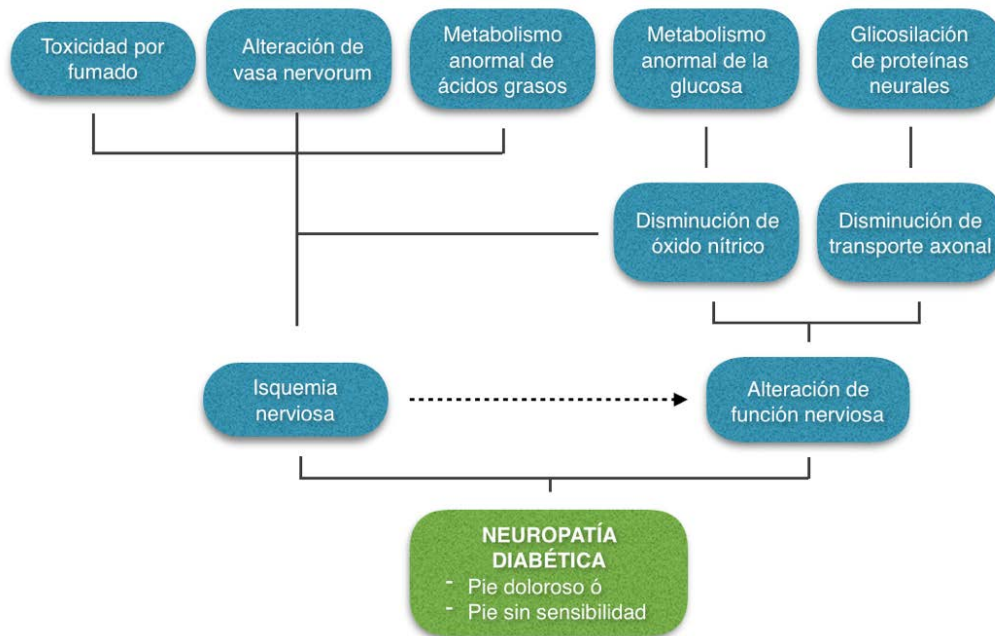 Toxicidad por
fumado
Alteración de
vasa nervorum
Metabolismo
anormal de
ácidos grasos
Metabolismo
anormal de la
glucosa
Glicosilación
de proteínas
neurales
Disminución de
óxido nítrico
Disminución de
transporte axonal
Isquemia
nerviosa
Alteración de
función nerviosa
NEUROPATÍA
DIABÉTICA
- Pie doloroso ó
- Pie sin sensibilidad